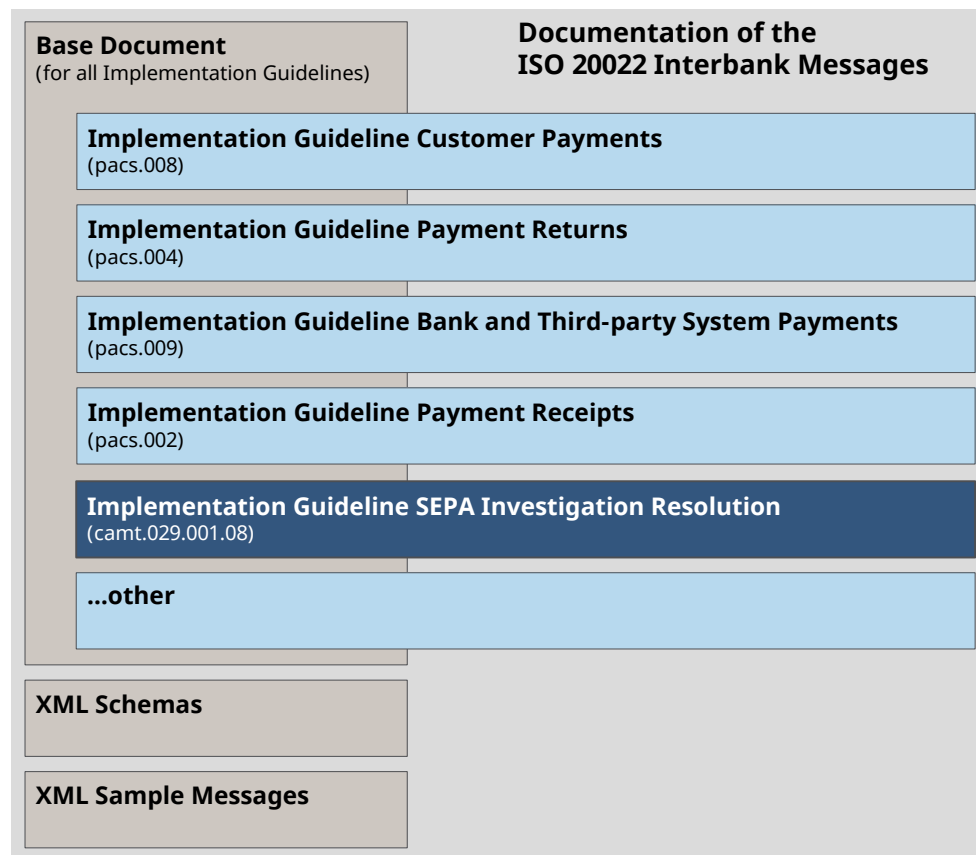 Documentation of the
ISO 20022 Interbank Messages
Base Document
(for all Implementation Guidelines)
Implementation Guideline Customer Payments
(pacs.008)
Implementation Guideline Payment Returns
(pacs.004)
Implementation Guideline Bank and Third-party System Payments
(pacs.009)
Implementation Guideline Payment Receipts
(pacs.002)
Implementation Guideline SEPA Investigation Resolution
(camt.029.001.08)
...other
XML Schemas
XML Sample Messages